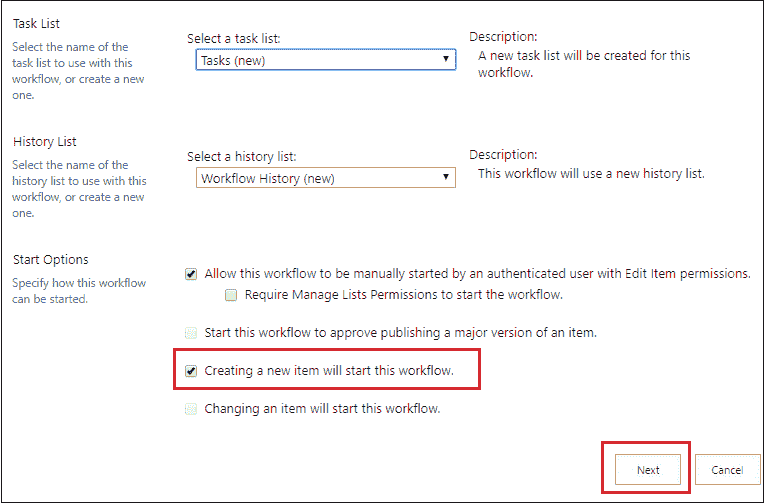 Task List
Select the name of the
task list to use with this
workflow, or create a new
one.
Select a task list:
Tasks (new)
Description:
A new task list will be created for this
workflow.
History List
Select the name of the
history list to use with this
workflow, or create a new
one.
Select a history list:
Workflow History (new)
Description:
This workflow will use a new history list.
Start Options
Specify how this workflow
can be started.
Allow this workflow to be manually started by an authenticated user with Edit Item permissions.
Require Manage Lists Permissions to start the workflow.
Start this workflow to approve publishing a major version of an item.
Creating a new item will start this workflow.
Changing an item will start this workflow.
Next
Cancel